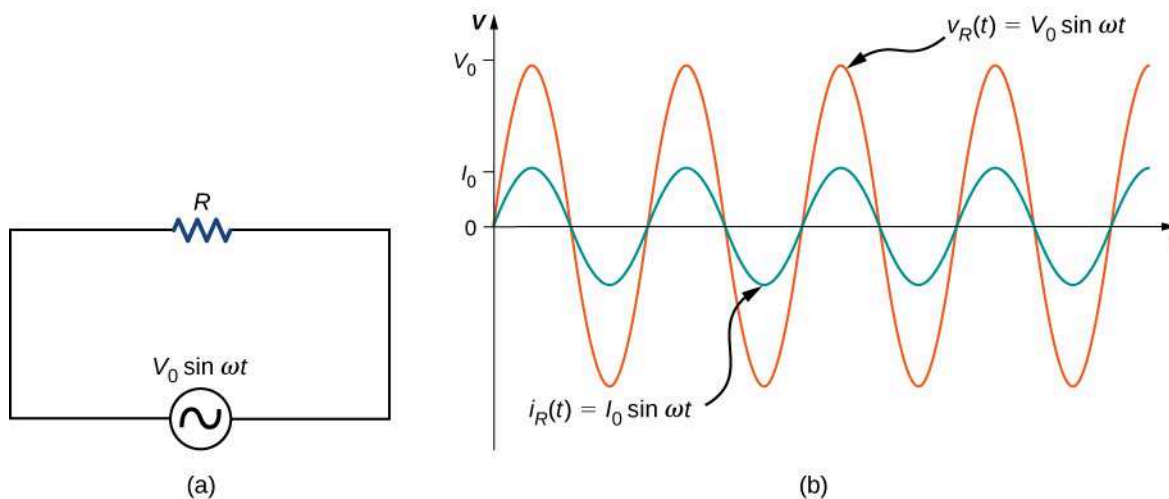 R
V₀ sin ωt
(a)
V
V₀
I₀
0
v_R(t) = V₀ sin ωt
i_R(t) = I₀ sin ωt
(b)